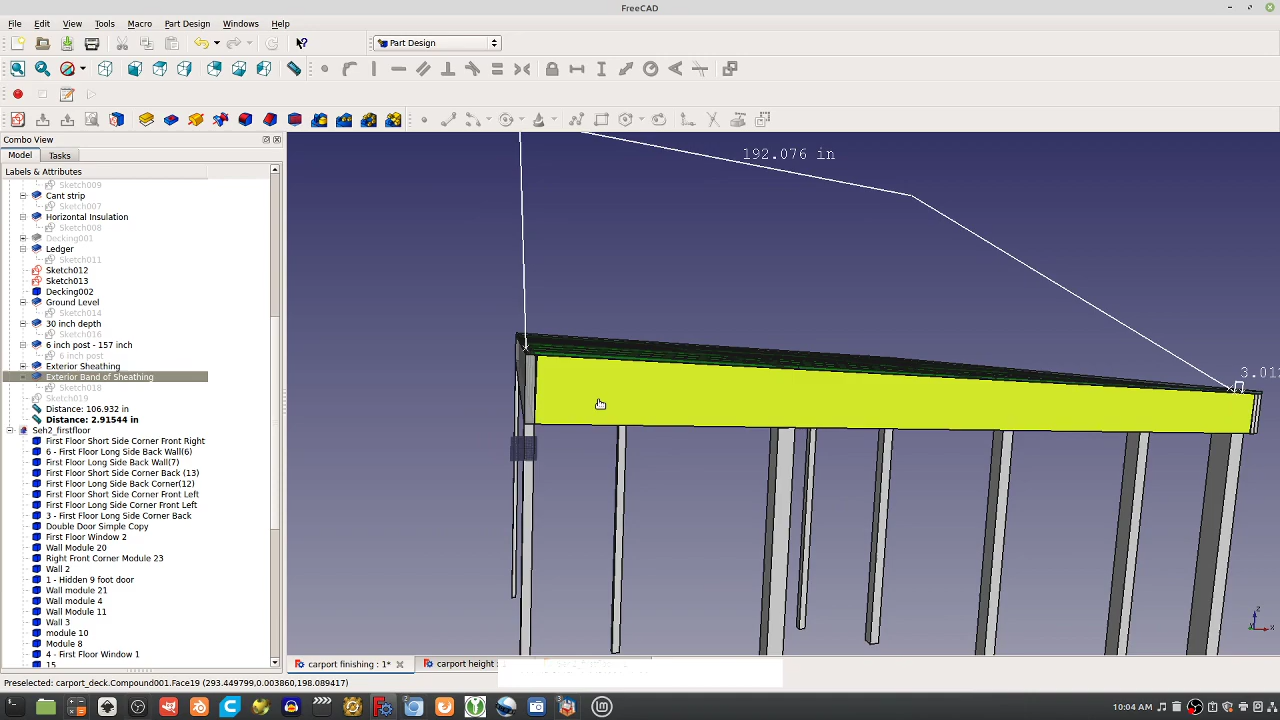 FreeCAD
File Edit View Tools Macro Part Design Windows Help
Part Design
Combo View
Model Tasks
Labels & Attributes
Sketch009
Cant strip
Sketch007
Horizontal Insulation
Sketch008
Decking001
Ledger
Sketch011
Sketch012
Sketch013
Decking002
Ground Level
Sketch014
30 inch depth
Sketch016
6 inch post - 157 inch
6 inch post
Exterior Sheathing
Exterior Band of Sheathing
Sketch018
Sketch019
Distance: 106.932 in
Distance: 2.91544 in
Seh2_firstfloor
First Floor Short Side Corner Front Right
6 - First Floor Long Side Back Wall(6)
First Floor Long Side Back Wall(7)
First Floor Short Side Corner Back (13)
First Floor Long Se Back Corner(12)
First Floor Short Side Corner Front Left
First Floor Long Side Corner Front Left
3 - First Floor Long Side Corner Back
Double Door Simple Copy
First Floor Window 2
Wall Module 20
Right Front Corner Module 23
Wall 2
1 - Hidden 9 foot door
Wall module 21
Wall module 4
Wall Module 11
Wall 3
module 10
Module 8
4 - First Floor Window 1
15
192.076 in
3.01
carport finishing : 1*
carport height
Preselected: carport_deck.Compound001.Face19 (293.449799,0.003860,198.089417)
10:04 AM